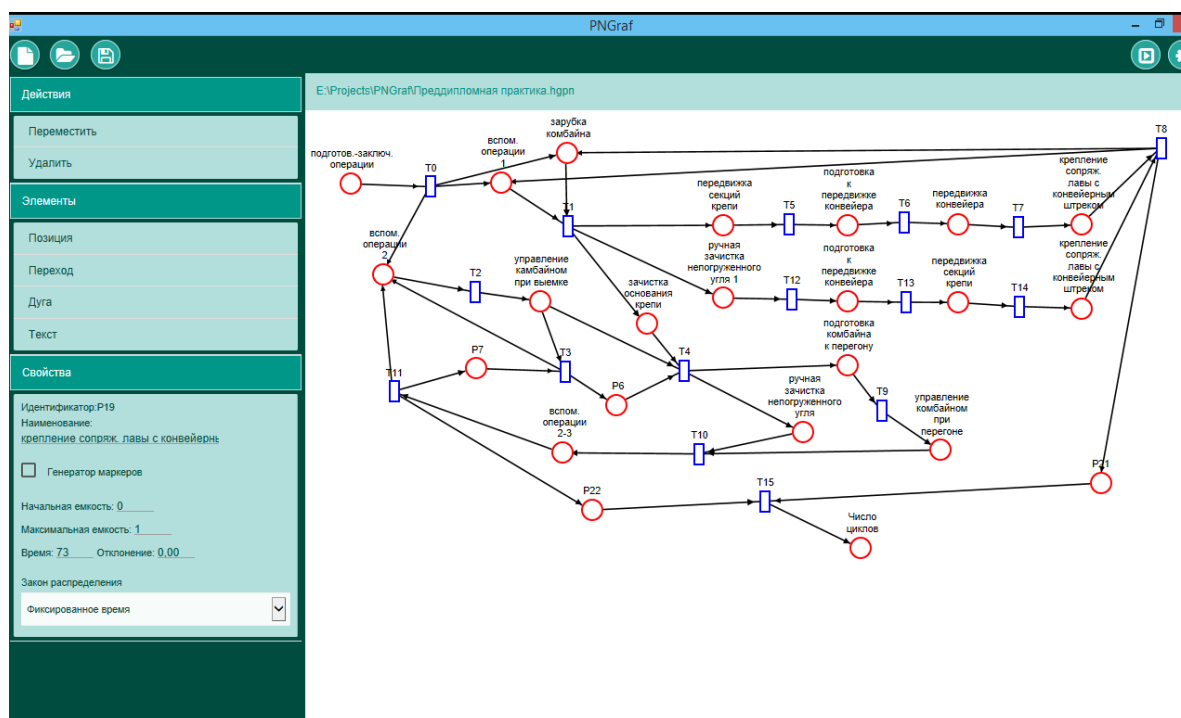 PNGraf
Действия
Переместить
Удалить
Элементы
Позиция
Переход
Дуга
Текст
Свойства
Идентификатор:P19
Наименование:
крепление сопряж. лавы с конвейернь
Генератор маркеров
Начальная емкость: 0
Максимальная емкость: 1
Время: 73 Отклонение: 0,00
Закон распределения
Фиксированное время
E:\Projects\PNGraf\Преддипломная практика.hgpn
подготов.-заключ.
операции
T0
вспом.
операции
1
зарубка
комбайна
T8
T1
передвижка
секций
крепи
T5
подготовка
к
передвижке
конвейера
T6
передвижка
конвейера
T7
крепление
сопряж.
лавы с
конвейерным
штреком
вспом.
операции
2
T2
управление
камбайном
при выемке
зачистка
основания
крепи
ручная
зачистка
непогруженного
угля 1
T12
подготовка
к
передвижке
конвейера
T13
передвижка
секций
крепи
T14
крепление
сопряж.
лавы с
конвейерным
штреком
T11
P7
T3
P6
T4
подготовка
комбайна
к перегону
ручная
зачистка
непогруженного
угля
T9
управление
комбайном
при
перегоне
вспом.
операции
2-3
T10
P21
P22
T15
Число
циклов